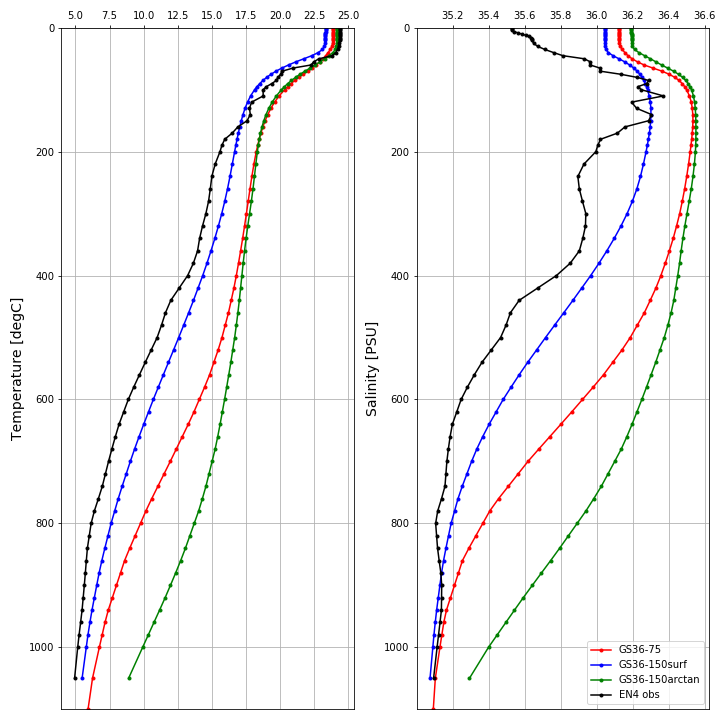 5.0 7.5 10.0 12.5 15.0 17.5 20.0 22.5 25.0
0
200
400
600
800
1000
Temperature [degC]
35.2 35.4 35.6 35.8 36.0 36.2 36.4 36.6
0
200
400
600
800
1000
Salinity [PSU]
GS36-75
GS36-150surf
GS36-150arctan
EN4 obs